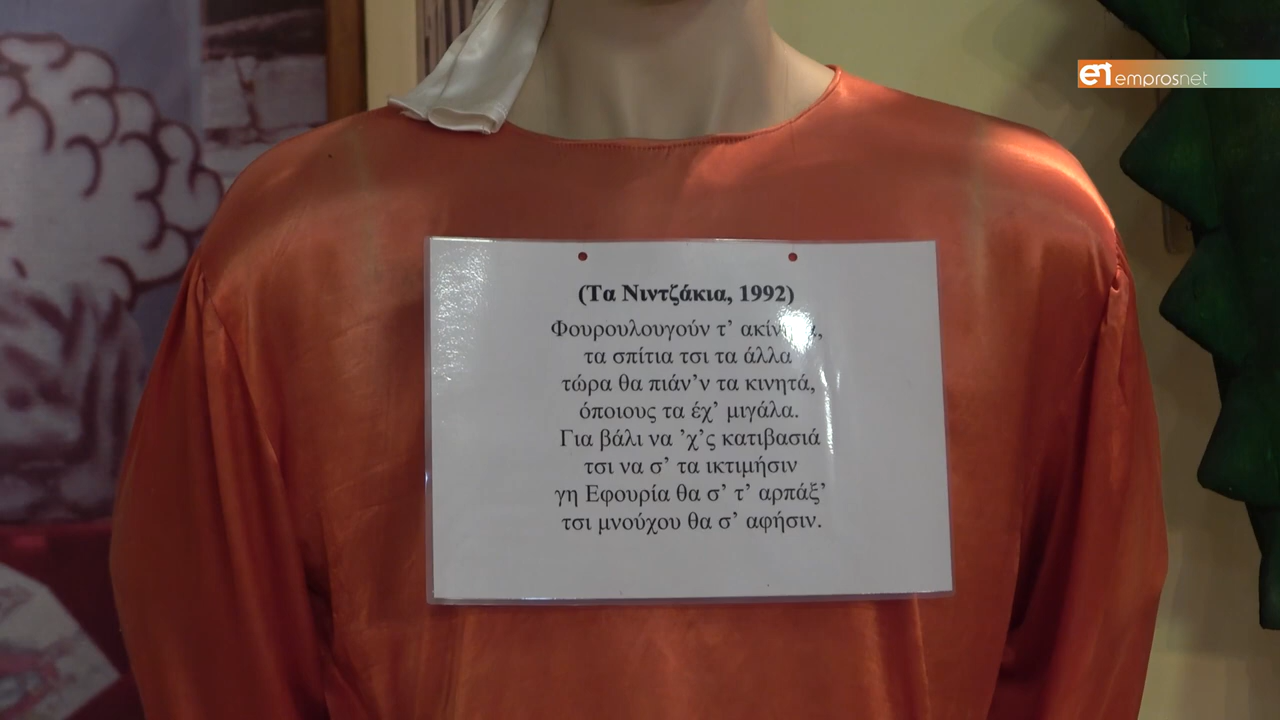 emprosnet
(Τα Νιντζάκια, 1992)
Φουρουλουγούν τ’
τα σπίτια τσι τα άλλα
τώρα θα πιάν’ν τα κινητά,
όποιους τα έχ’ μιγάλα.
Για βάλι να ’χ’ς κατιβασιά
τσι να σ’ τα ικτιμήσιν
γη Εφουρία θα σ’ τ’ αρπάξ’
τσι μνούχου θα σ’ αφήσιν.